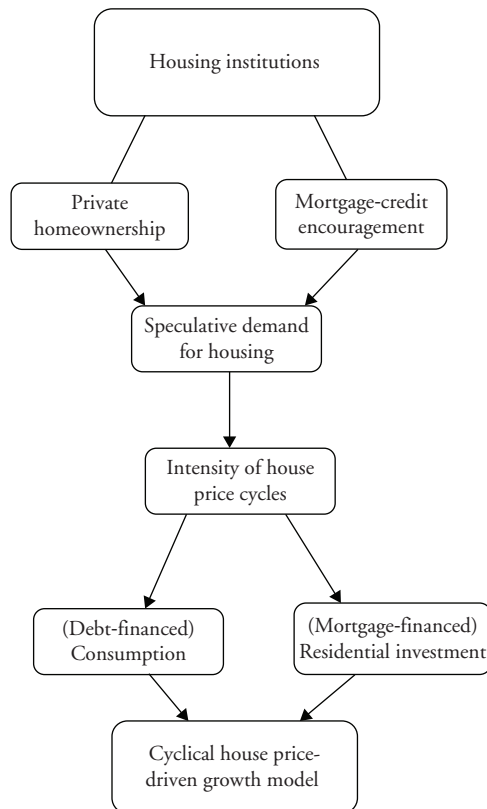 Housing institutions
Private
homeownership
Mortgage-credit
encouragement
Speculative demand
for housing
Intensity of house
price cycles
(Debt-financed)
Consumption
(Mortgage-financed)
Residential investment
Cyclical house price-
driven growth model